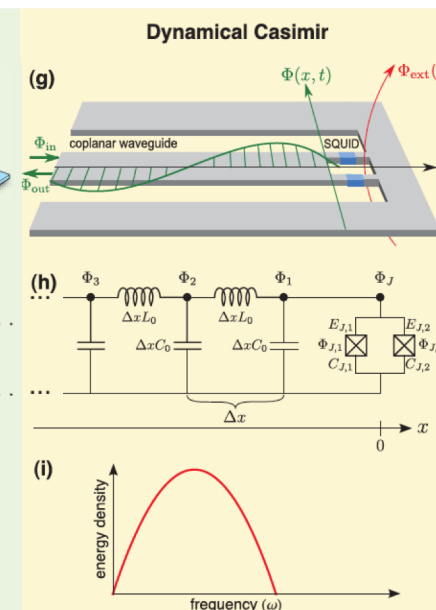 Dynamical Casimir
(g)
Φ(x, t)
Φext(
Φin
coplanar waveguide
SQUID
Φout
(h)
Φ3 Φ2 Φ1 ΦJ
...
ΔxL0 ΔxL0
EJ,1 EJ,2
ΔxC0 ΔxC0 ΦJ,1 ΦJ,
CJ,1 CJ,2
...
Δx
x
0
(i)
energy density
frequency (ω)